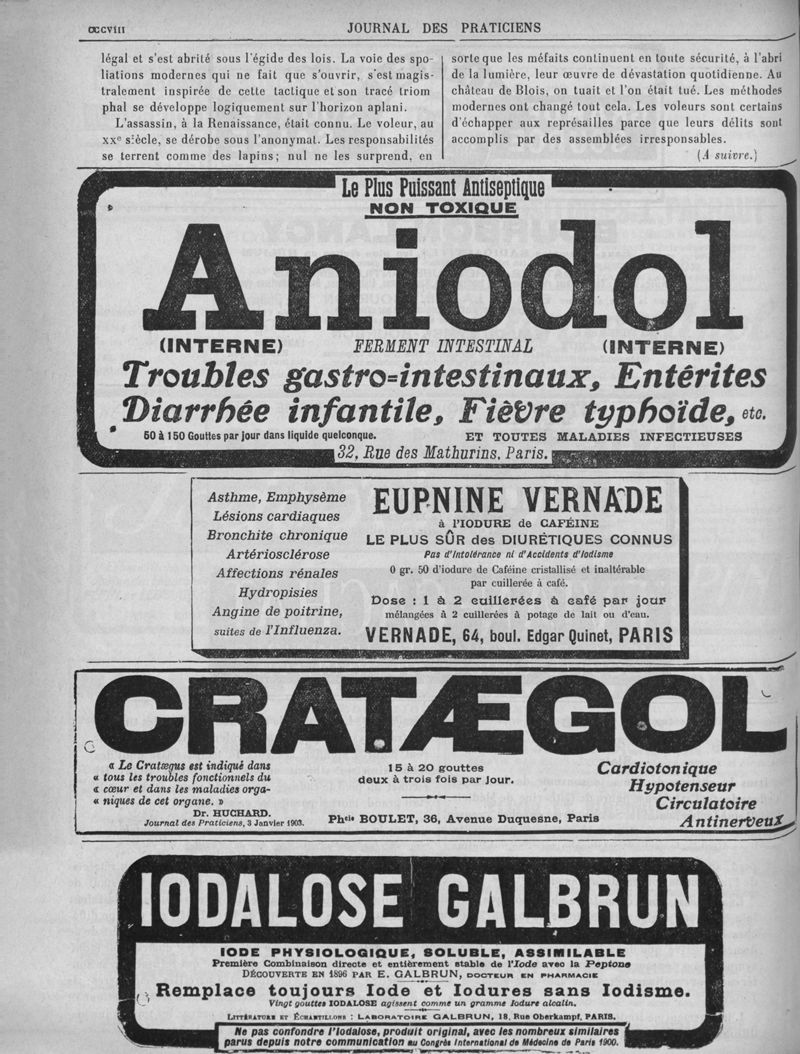 CCCVIII
JOURNAL DES PRATICIENS
légal et s'est abrité sous l'égide des lois. La voie des spo-
liations modernes qui ne fait que s'ouvrir, s'est magis-
tralement inspirée de cette tactique et son tracé triom
phal se développe logiquement sur l'horizon aplani.
L'assassin, à la Renaissance, était connu. Le voleur, au
XXe siècle, se dérobe sous l'anonymat. Les responsabilités
se terrent comme des lapins; nul ne les surprend, en
sorte que les méfaits continuent en toute sécurité, à l'abri
de la lumière, leur œuvre de dévastation quotidienne. Au
château de Blois, on tuait et l'on était tué. Les méthodes
modernes ont changé tout cela. Les voleurs sont certains
d'échapper aux représailles parce que leurs délits sont
accomplis par des assemblées irresponsables.
(A suivre.)
Le Plus Puissant Antiseptique
NON TOXIQUE
Aniodol
(INTERNE) FERMENT INTESTINAL (INTERNE)
Troubles gastro=intestinaux, Entérites
Diarrhée infantile, Fièvre typhoïde, etc.
50 à 150 Gouttes par jour dans liquide quelconque. ET TOUTES MALADIES INFECTIEUSES
32, Rue des Mathurins, Paris.
Asthme, Emphysème
Lésions cardiaques
Bronchite chronique
Artériosclérose
Affections rénales
Hydropisies
Angine de poitrine,
suites de l'Influenza.
EUPNINE VERNADE
à l'IODURE de CAFÉINE
LE PLUS SÛR des DIURÉTIQUES CONNUS
Pas d'Intolérance ni d'Accidents d'Iodisme
0 gr. 50 d'iodure de Caféine cristallisé et inaltérable
par cuillerée à café.
Dose : 1 à 2 cuillerées à café par jour
mélangées à 2 cuillerées à potage de lait ou d'eau.
VERNADE, 64, boul. Edgar Quinet, PARIS
CRATÆGOL
« Le Cratægus est indiqué dans
« tous les troubles fonctionnels du
« cœur et dans les maladies orga-
« niques de cet organe. »
Dr. HUCHARD.
Journal des Praticiens, 3 Janvier 1903.
15 à 20 gouttes
deux à trois fois par jour.
Phcie BOULET, 36, Avenue Duquesne, Paris
Cardiotonique
Hypotenseur
Circulatoire
Antinerveux
IODALOSE GALBRUN
IODE PHYSIOLOGIQUE, SOLUBLE, ASSIMILABLE
Première Combinaison directe et entièrement stable de l'Iode avec la Peptone
DÉCOUVERTE EN 1896 PAR E. GALBRUN, DOCTEUR EN PHARMACIE
Remplace toujours Iode et Iodures sans Iodisme.
Vingt gouttes IODALOSE agissent comme un gramme Iodure alcalin.
LITTÉRATURE ET ÉCHANTILLONS : LABORATOIRE GALBRUN, 18, Rue Oberkampf, PARIS.
Ne pas confondre l'Iodalose, produit original, avec les nombreux similaires
parus depuis notre communication au Congrès International de Médecine de Paris 1900.